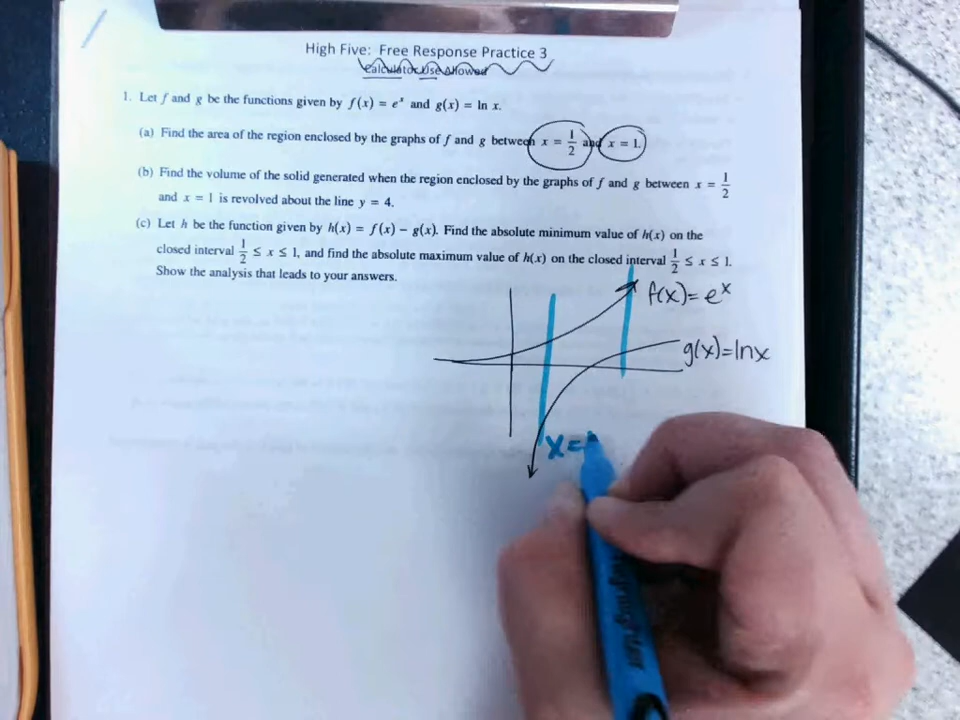 High Five: Free Response Practice 3
Calculator Use Allowed
1. Let f and g be the functions given by f(x) = eˣ and g(x) = ln x.
(a) Find the area of the region enclosed by the graphs of f and g between x = 1/2 and x = 1.
(b) Find the volume of the solid generated when the region enclosed by the graphs of f and g between x = 1/2
and x = 1 is revolved about the line y = 4.
(c) Let h be the function given by h(x) = f(x) − g(x). Find the absolute minimum value of h(x) on the
closed interval 1/2 ≤ x ≤ 1, and find the absolute maximum value of h(x) on the closed interval 1/2 ≤ x ≤ 1.
Show the analysis that leads to your answers.
f(x)=eˣ
g(x)=lnx
x=